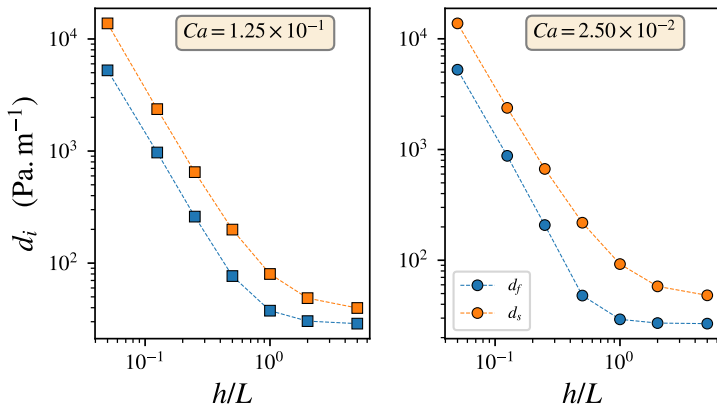 Ca = 1.25 × 10⁻¹
Ca = 2.50 × 10⁻²
10⁴
10³
10²
dᵢ (Pa. m⁻¹)
10⁻¹
10⁰
h/L
10⁴
10³
10²
d_f
d_s
10⁻¹
10⁰
h/L